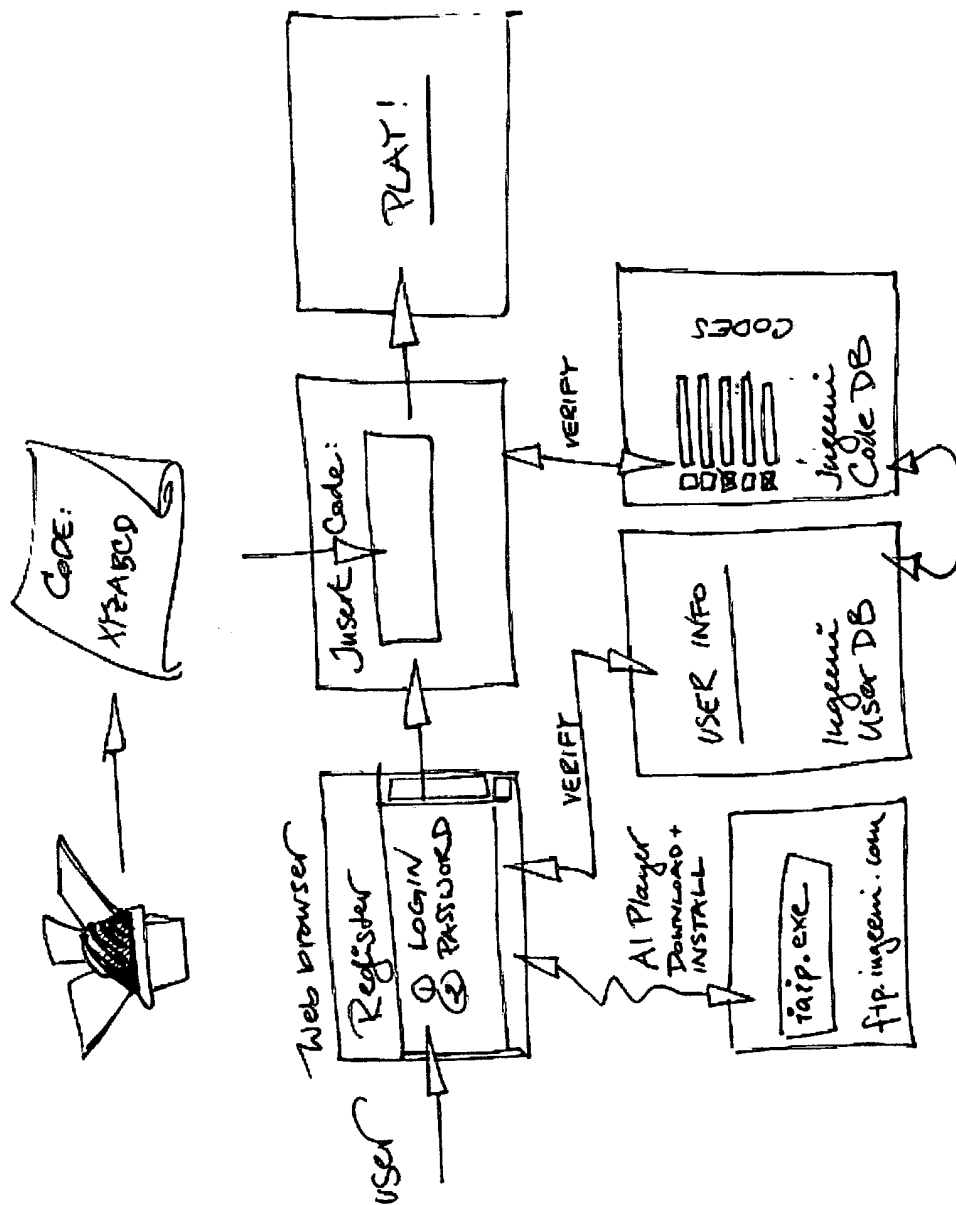 CODE:
XYZABCD
Web browser
user
Register
① LOGIN
② PASSWORD
Insert Code:
PLAY!
VERIFY
VERIFY
AI Player
DOWNLOAD +
INSTALL
iaip.exe
ftp.ingeeni.com
USER INFO
Ingeeni
User DB
CODES
Ingeeni
Code DB